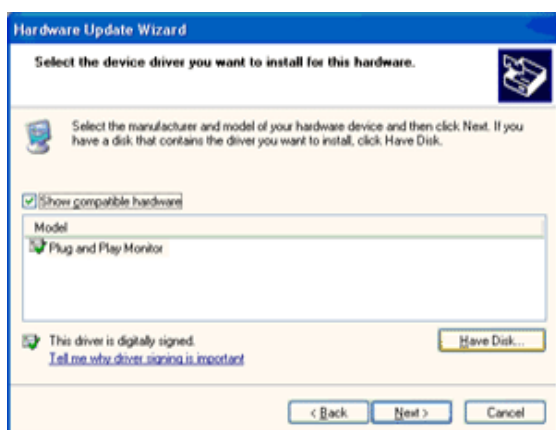 Hardware Update Wizard
Select the device driver you want to install for this hardware.
Select the manufacturer and model of your hardware device and then click Next. If you
have a disk that contains the driver you want to install, click Have Disk.
Show compatible hardware
Model
Plug and Play Monitor
This driver is digitally signed.
Have Disk...
Tell me why driver signing is important
< Back
Next >
Cancel